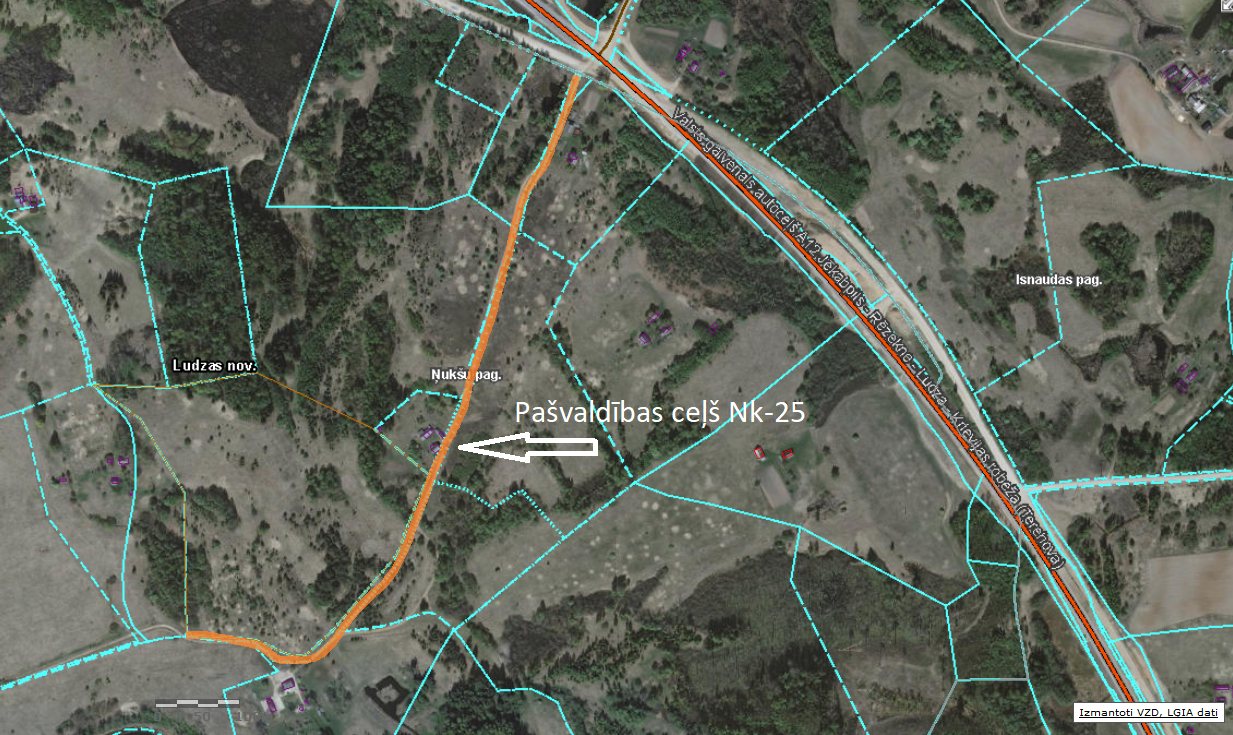 Valsts galvenais autoceļš A12 Jēkabpils - Rēzekne - Ludza - Krievijas robeža (Terehova)
Isnaudas pag.
Ludzas nov.
Ņukšu pag.
Pašvaldības ceļš Nk-25
Izmantoti VZD, LGIA dati